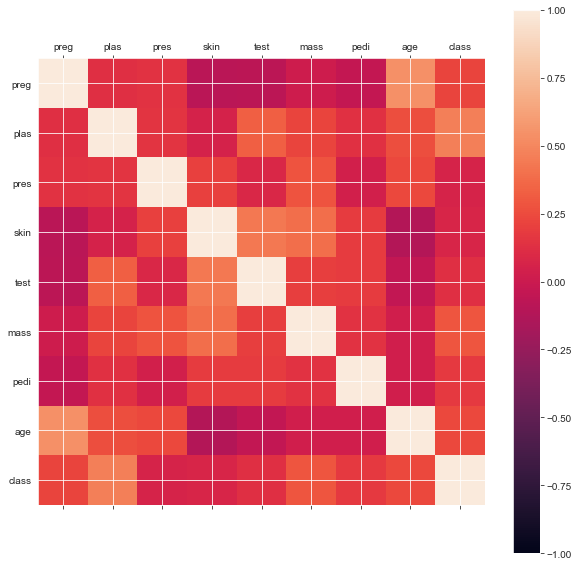 preg plas pres skin test mass pedi age class
preg
plas
pres
skin
test
mass
pedi
age
class
1.00
0.75
0.50
0.25
0.00
−0.25
−0.50
−0.75
−1.00